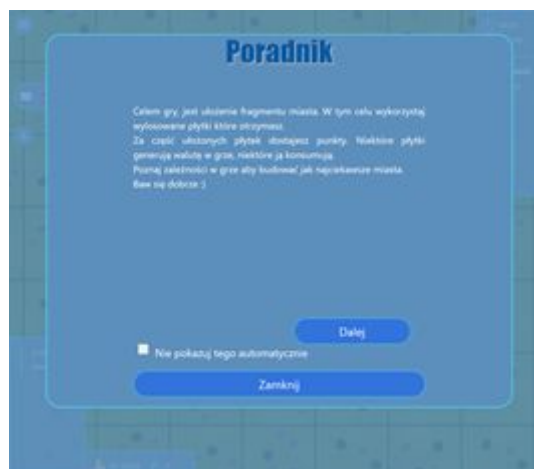 Poradnik
Celem gry, jest ułożenie fragmentu miasta. W tym celu wykorzystaj
wylosowane płytki które otrzymasz.
Za część ułożonych płytek dostajesz punkty. Niektóre płytki
generują walutę w grze, niektóre ją konsumują.
Poznaj zależności w grze aby budować jak najciekawsze miasta.
Baw się dobrze :)
Dalej
Nie pokazuj tego automatycznie
Zamknij